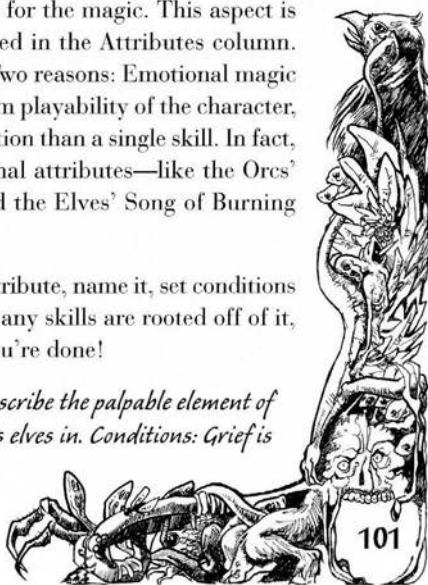 for the magic. This aspect is
ed in the Attributes column.
Two reasons: Emotional magic
m playability of the character,
tion than a single skill. In fact,
nal attributes—like the Orcs’
d the Elves’ Song of Burning
tribute, name it, set conditions
any skills are rooted off of it,
u’re done!
scribe the palpable element of
s elves in. Conditions: Grief is
101